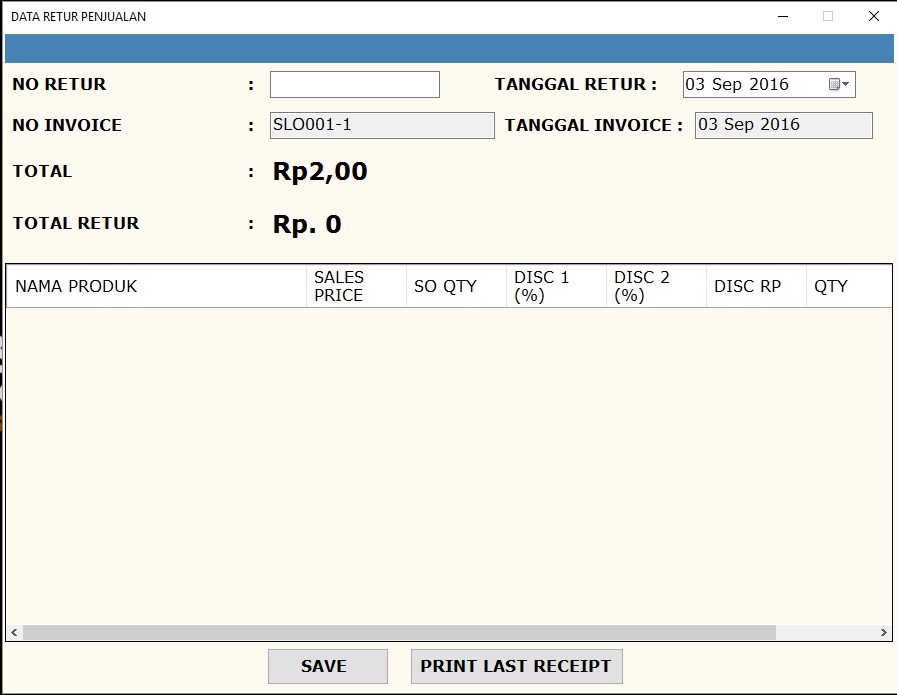 DATA RETUR PENJUALAN
NO RETUR : TANGGAL RETUR : 03 Sep 2016
NO INVOICE : SLO001-1 TANGGAL INVOICE : 03 Sep 2016
TOTAL : Rp2,00
TOTAL RETUR : Rp. 0
NAMA PRODUK SALES PRICE SO QTY DISC 1 (%) DISC 2 (%) DISC RP QTY
SAVE PRINT LAST RECEIPT